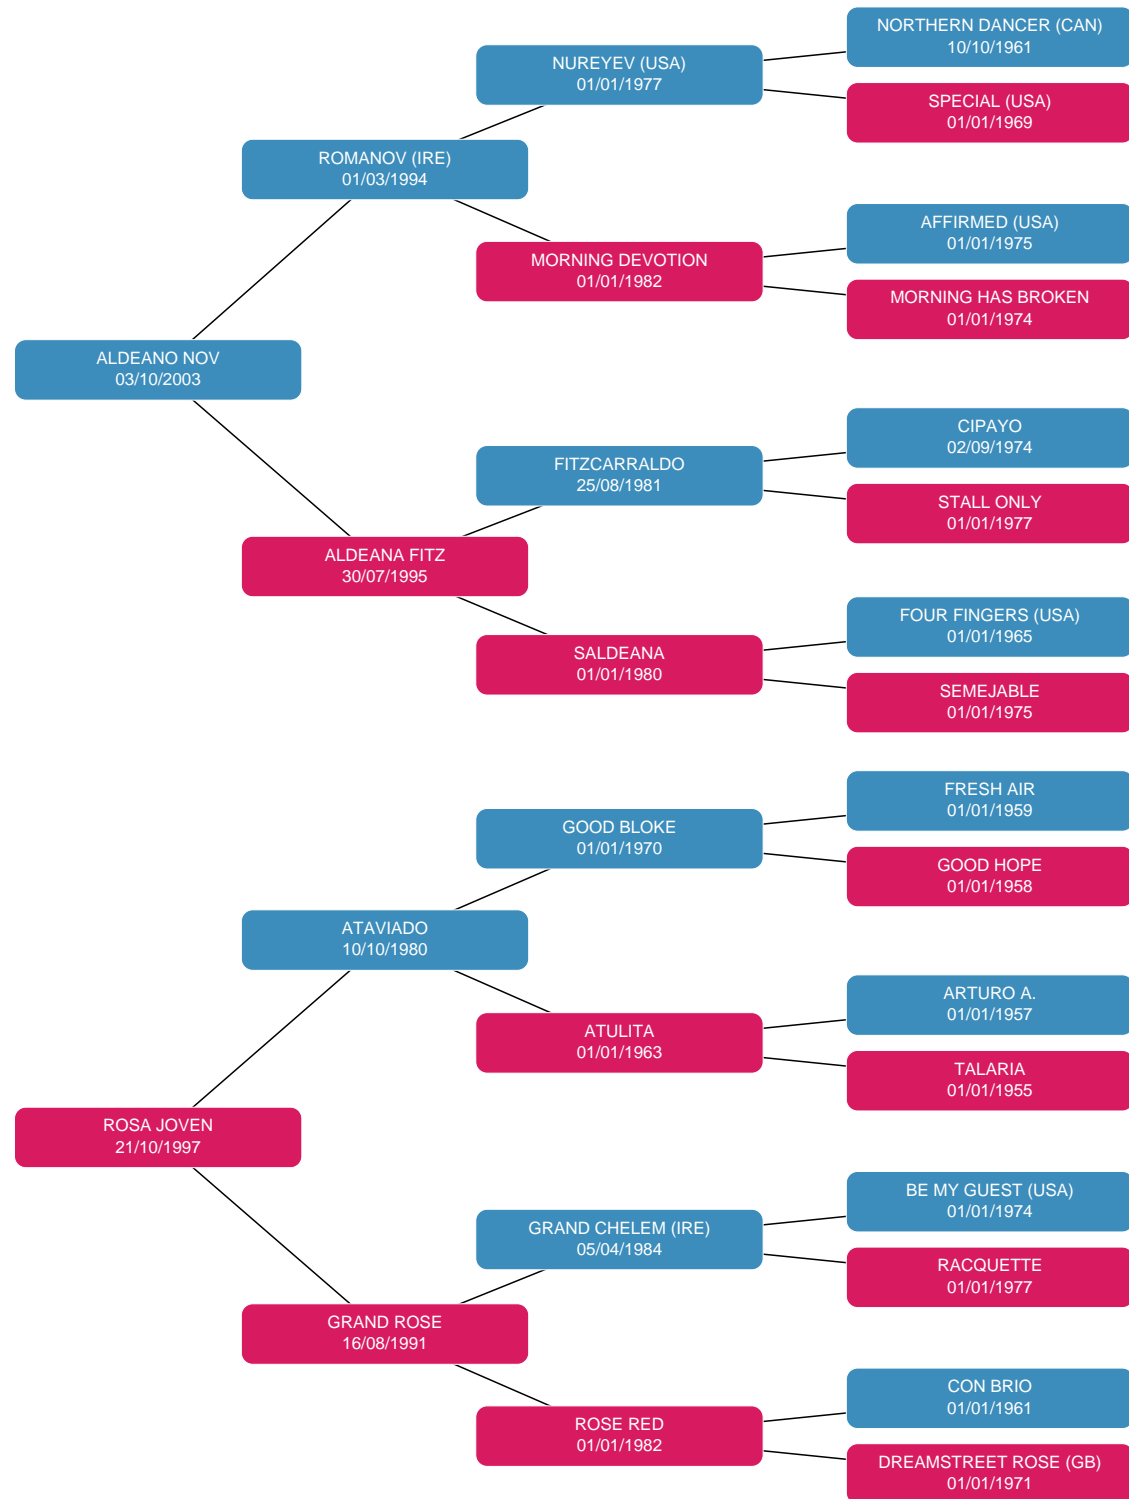 NORTHERN DANCER (CAN)
10/10/1961
NUREYEV (USA)
01/01/1977
SPECIAL (USA)
01/01/1969
ROMANOV (IRE)
01/03/1994
AFFIRMED (USA)
01/01/1975
MORNING DEVOTION
01/01/1982
MORNING HAS BROKEN
01/01/1974
ALDEANO NOV
03/10/2003
CIPAYO
02/09/1974
FITZCARRALDO
25/08/1981
STALL ONLY
01/01/1977
ALDEANA FITZ
30/07/1995
FOUR FINGERS (USA)
01/01/1965
SALDEANA
01/01/1980
SEMEJABLE
01/01/1975
FRESH AIR
01/01/1959
GOOD BLOKE
01/01/1970
GOOD HOPE
01/01/1958
ATAVIADO
10/10/1980
ARTURO A.
01/01/1957
ATULITA
01/01/1963
TALARIA
01/01/1955
ROSA JOVEN
21/10/1997
BE MY GUEST (USA)
01/01/1974
GRAND CHELEM (IRE)
05/04/1984
RACQUETTE
01/01/1977
GRAND ROSE
16/08/1991
CON BRIO
01/01/1961
ROSE RED
01/01/1982
DREAMSTREET ROSE (GB)
01/01/1971